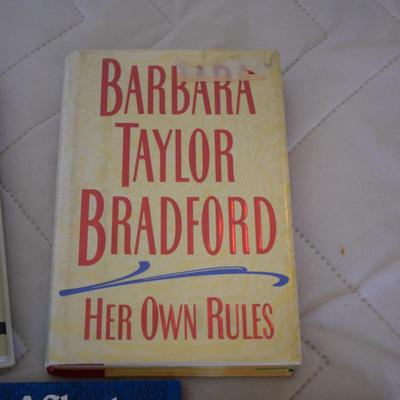 BARBARA
TAYLOR
BRADFORD
HER OWN RULES